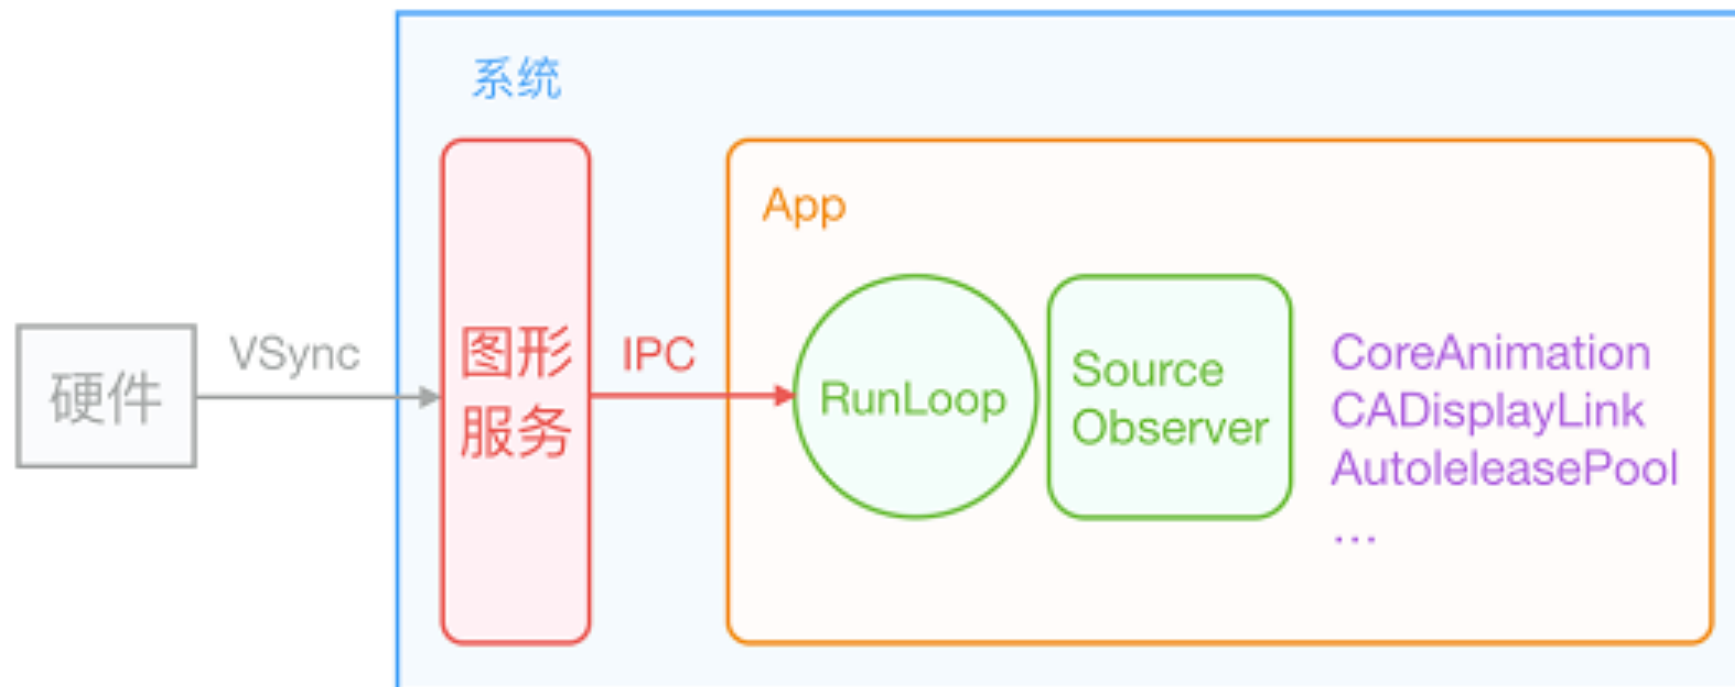 系统
App
硬件
VSync
图形
服务
IPC
RunLoop
Source
Observer
CoreAnimation
CADisplayLink
AutoleleasePool
...